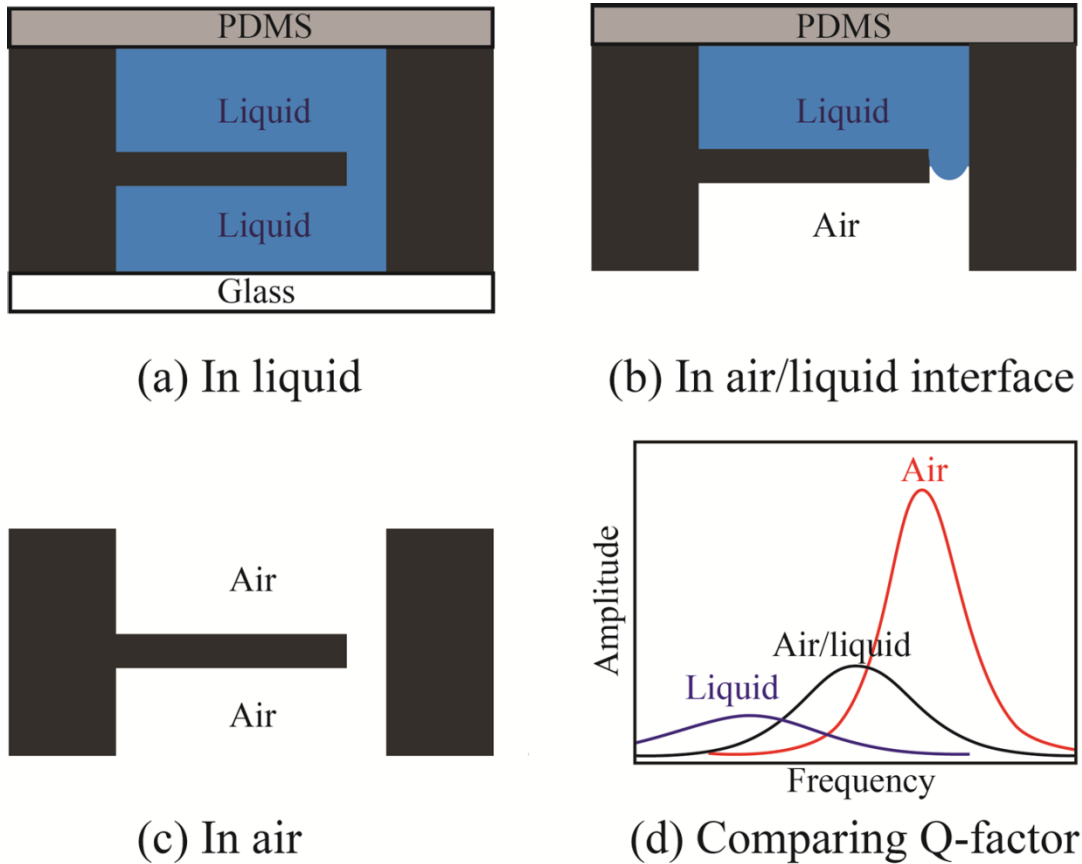 PDMS
Liquid
Liquid
Glass
(a) In liquid
PDMS
Liquid
Air
(b) In air/liquid interface
Air
Air
(c) In air
Amplitude
Air
Air/liquid
Liquid
Frequency
(d) Comparing Q-factor